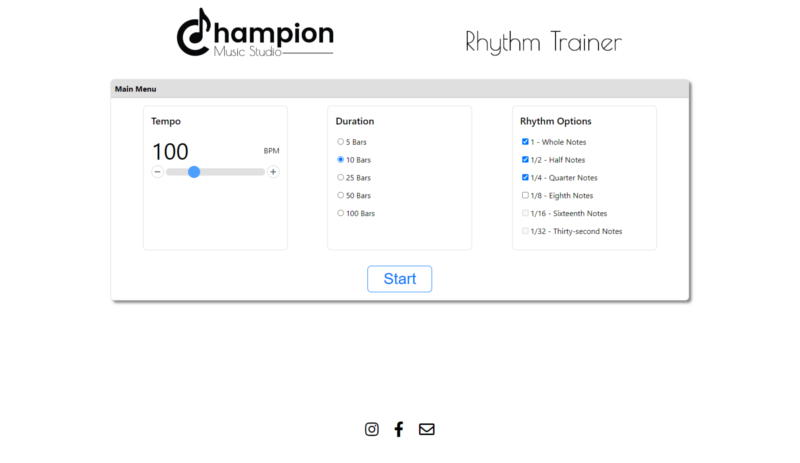 Champion
Music Studio
Rhythm Trainer
Main Menu
Tempo
100
BPM
Duration
5 Bars
10 Bars
25 Bars
50 Bars
100 Bars
Rhythm Options
1 - Whole Notes
1/2 - Half Notes
1/4 - Quarter Notes
1/8 - Eighth Notes
1/16 - Sixteenth Notes
1/32 - Thirty-second Notes
Start